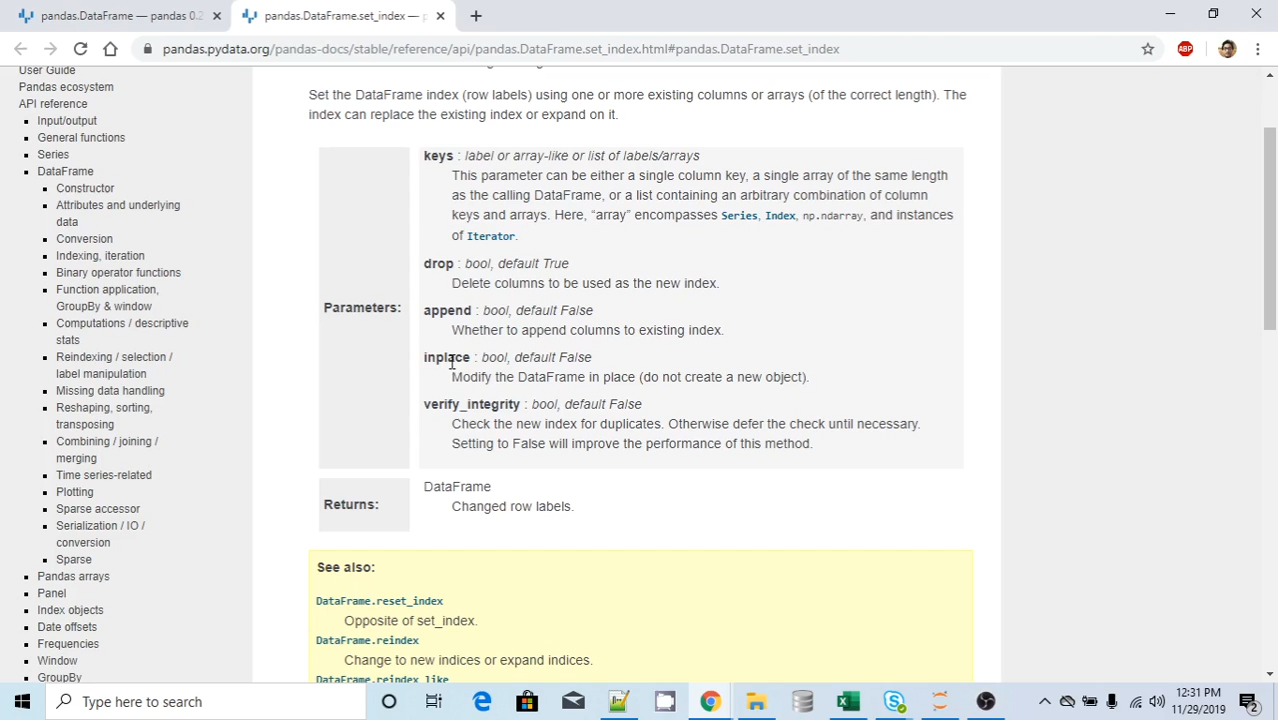 pandas.DataFrame — pandas 0.2
pandas.DataFrame.set_index —
pandas.pydata.org/pandas-docs/stable/reference/api/pandas.DataFrame.set_index.html#pandas.DataFrame.set_index
ABP
User Guide
Pandas ecosystem
API reference
Input/output
General functions
Series
DataFrame
Constructor
Attributes and underlying
data
Conversion
Indexing, iteration
Binary operator functions
Function application,
GroupBy & window
Computations / descriptive
stats
Reindexing / selection /
label manipulation
Missing data handling
Reshaping, sorting,
transposing
Combining / joining /
merging
Time series-related
Plotting
Sparse accessor
Serialization / IO /
conversion
Sparse
Pandas arrays
Panel
Index objects
Date offsets
Frequencies
Window
GroupBy
Set the DataFrame index (row labels) using one or more existing columns or arrays (of the correct length). The
index can replace the existing index or expand on it.
Parameters:
keys : label or array-like or list of labels/arrays
This parameter can be either a single column key, a single array of the same length
as the calling DataFrame, or a list containing an arbitrary combination of column
keys and arrays. Here, “array” encompasses Series, Index, np.ndarray, and instances
of Iterator.
drop : bool, default True
Delete columns to be used as the new index.
append : bool, default False
Whether to append columns to existing index.
inplace : bool, default False
Modify the DataFrame in place (do not create a new object).
verify_integrity : bool, default False
Check the new index for duplicates. Otherwise defer the check until necessary.
Setting to False will improve the performance of this method.
Returns:
DataFrame
Changed row labels.
See also:
DataFrame.reset_index
Opposite of set_index.
DataFrame.reindex
Change to new indices or expand indices.
DataFrame.reindex_like
Type here to search
12:31 PM
11/29/2019
2